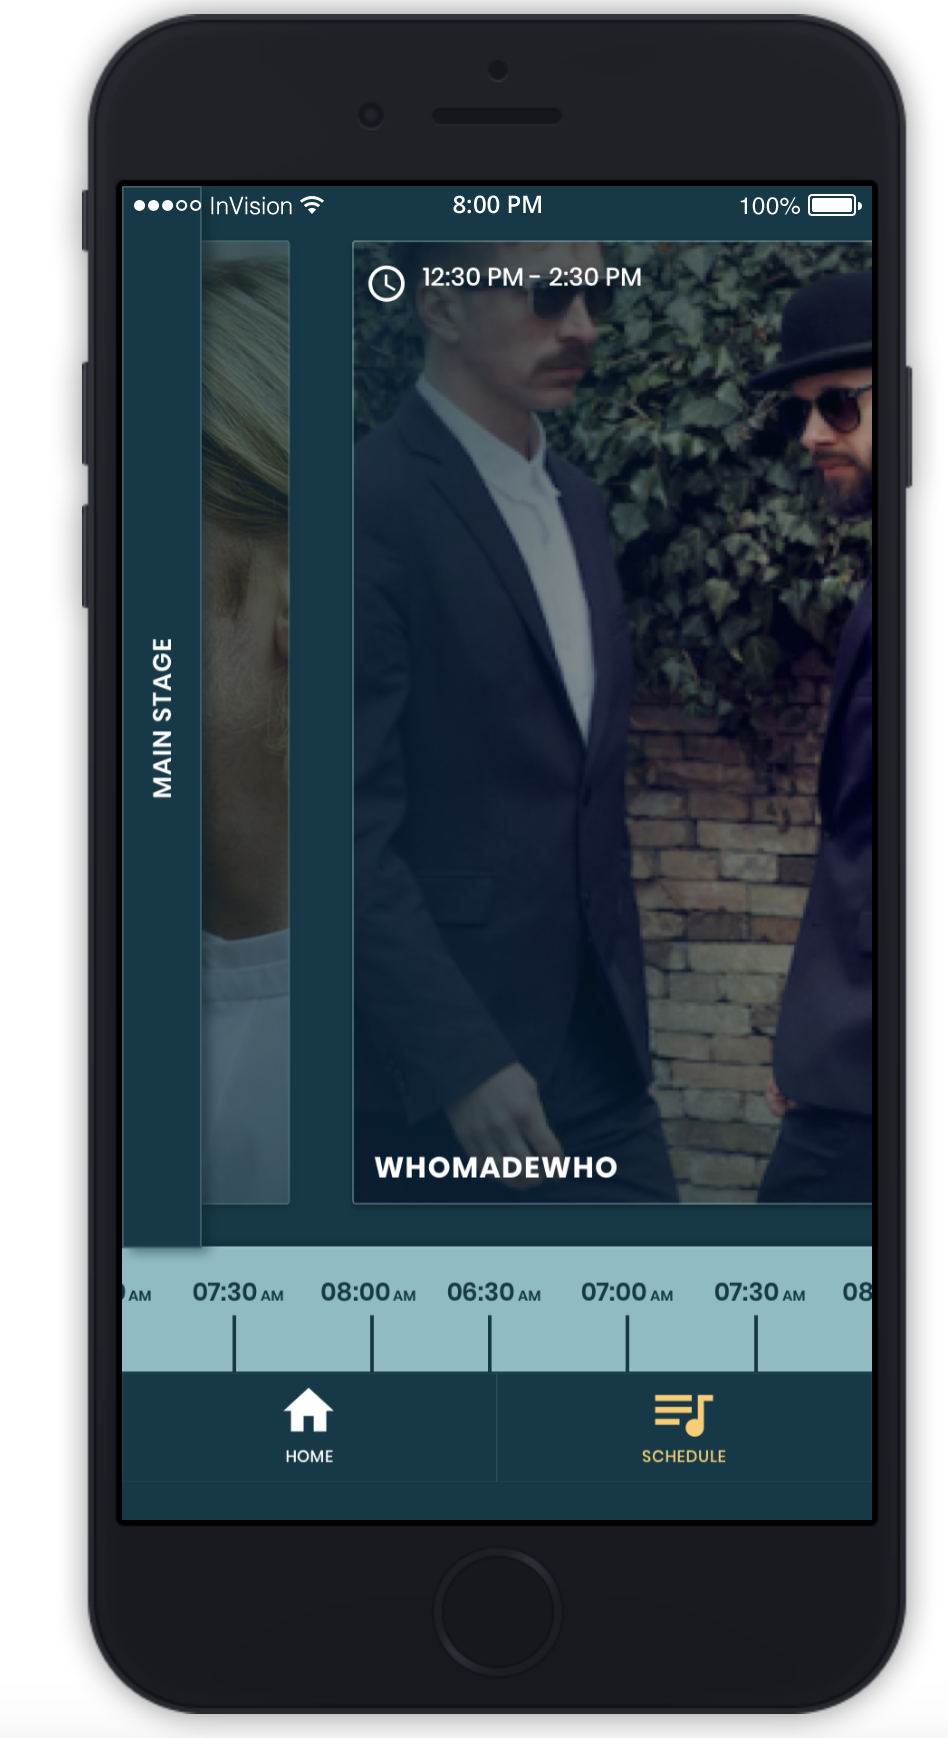 InVision 8:00 PM 100%
12:30 PM - 2:30 PM
MAIN STAGE
WHOMADEWHO
AM 07:30 AM 08:00 AM 06:30 AM 07:00 AM 07:30 AM 08
HOME SCHEDULE